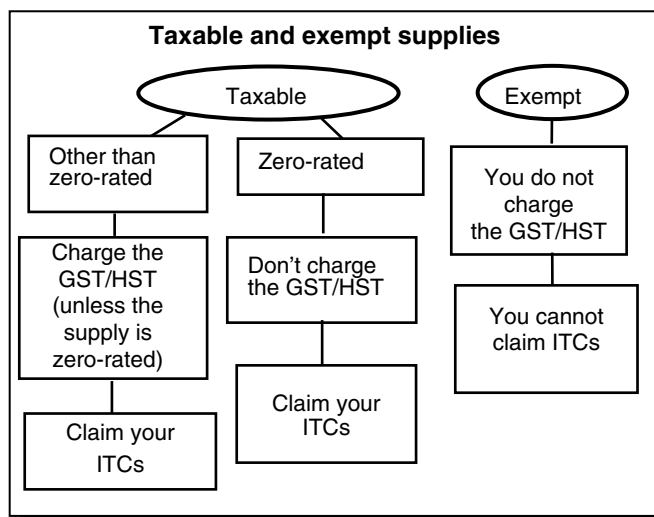 Taxable and exempt supplies
Taxable
Exempt
Other than
zero-rated
Zero-rated
You do not
charge
the GST/HST
Charge the
GST/HST
(unless the
supply is
zero-rated)
Don't charge
the GST/HST
You cannot
claim ITCs
Claim your
ITCs
Claim your
ITCs